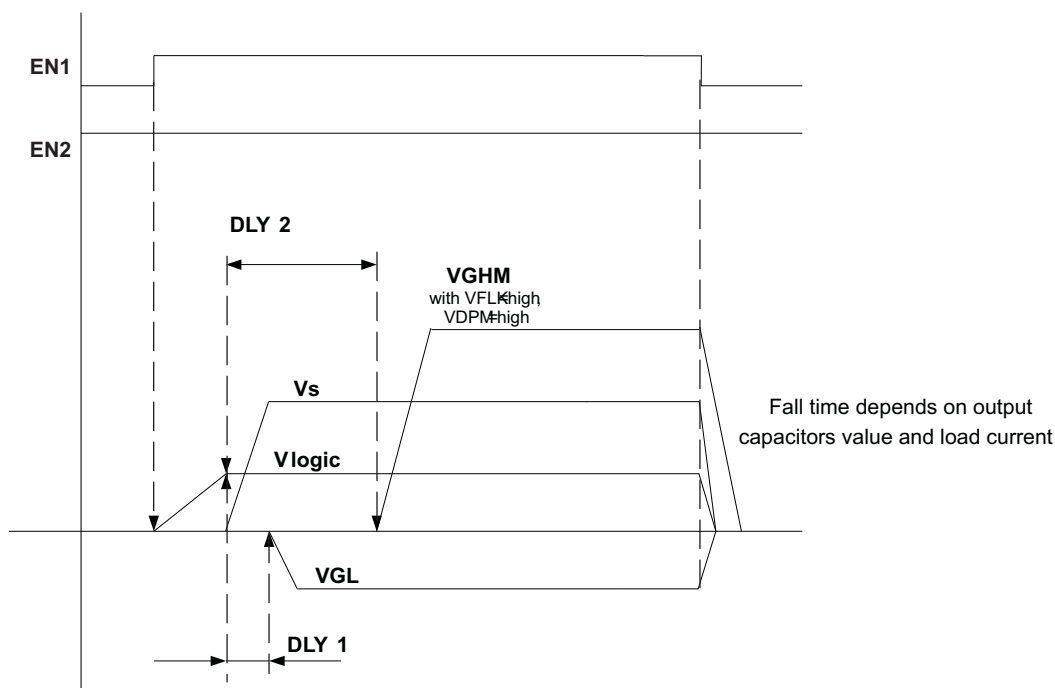 EN1
EN2
DLY 2
VGHM
with VFLK=high,
VDPM=high
Vs
Vlogic
Fall time depends on output
capacitors value and load current
VGL
DLY 1